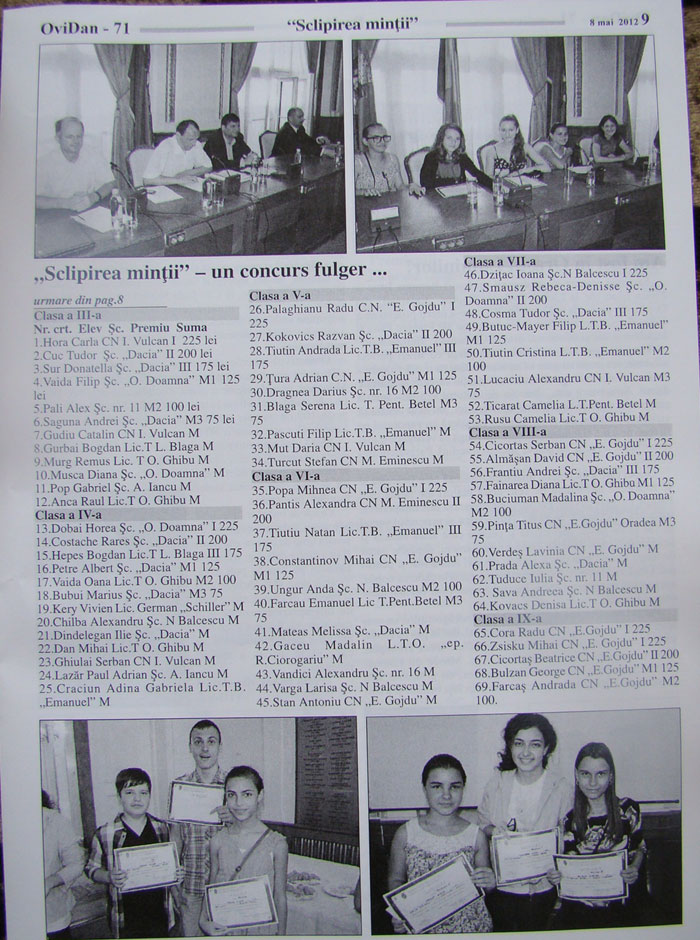 OviDan - 71
“Sclipirea minţii”
8 mai 2012 9
„Sclipirea minţii” – un concurs fulger ...
urmare din pag.8
Clasa a III-a
Nr. crt. Elev Şc. Premiu Suma
1.Hora Carla CN I. Vulcan I 225 lei
2.Cuc Tudor Şc. „Dacia” II 200 lei
3.Sur Donatella Şc. „Dacia” III 175 lei
4.Vaida Filip Şc. „O. Doamna” M1 125
lei
5.Pali Alex Şc. nr. 11 M2 100 lei
6.Saguna Andrei Şc. „Dacia” M3 75 lei
7.Gudiu Catalin CN I. Vulcan M
8.Gurbai Bogdan Lic.T L. Blaga M
9.Murg Remus Lic. T O. Ghibu M
10.Musca Diana Şc. „O. Doamna” M
11.Pop Gabriel Şc. A. Iancu M
12.Anca Raul Lic.T O. Ghibu M
Clasa a IV-a
13.Dobai Horea Şc. „O. Doamna” I 225
14.Costache Rares Şc. „Dacia” II 200
15.Hepes Bogdan Lic.T L. Blaga III 175
16.Petre Albert Şc. „Dacia” M1 125
17.Vaida Oana Lic.T O. Ghibu M2 100
18.Bubui Marius Şc. „Dacia” M3 75
19.Kery Vivien Lic. German „Schiller” M
20.Chilba Alexandru Şc. N Balcescu M
21.Dindelegan Ilie Şc. „Dacia” M
22.Dan Mihai Lic.T O. Ghibu M
23.Ghiulai Serban CN I. Vulcan M
24.Lazăr Paul Adrian Şc. A. Iancu M
25.Craciun Adina Gabriela Lic.T.B.
„Emanuel” M
Clasa a V-a
26.Palaghianu Radu C.N. “E. Gojdu” I
225
27.Kokovics Razvan Şc. „Dacia” II 200
28.Tiutin Andrada Lic.T.B. „Emanuel” III
175
29.Ţura Adrian C.N. „E. Gojdu” M1 125
30.Dragnea Darius Şc. nr. 16 M2 100
31.Blaga Serena Lic. T. Pent. Betel M3
75
32.Pascuti Filip Lic.T.B. „Emanuel” M
33.Mut Daria CN I. Vulcan M
34.Turcut Stefan CN M. Eminescu M
Clasa a VI-a
35.Popa Mihnea CN „E. Gojdu” I 225
36.Pantis Alexandra CN M. Eminescu II
200
37.Tiutiu Natan Lic.T.B. „Emanuel” III
175
38.Constantinov Mihai CN „E. Gojdu”
M1 125
39.Ungur Anda Şc. N. Balcescu M2 100
40.Farcau Emanuel Lic T.Pent.Betel M3
75
41.Mateas Melissa Şc. „Dacia” M
42.Gaceu Madalin L.T.O. „ep.
R.Ciorogariu” M
43.Vandici Alexandru Şc. nr. 16 M
44.Varga Larisa Şc. N Balcescu M
45.Stan Antoniu CN „E. Gojdu” M
Clasa a VII-a
46.Dziţac Ioana Şc.N Balcescu I 225
47.Smausz Rebeca-Denisse Şc. „O.
Doamna” II 200
48.Cosma Tudor Şc. „Dacia” III 175
49.Butuc-Mayer Filip L.T.B. „Emanuel”
M1 125
50.Tiutin Cristina L.T.B. „Emanuel” M2
100
51.Lucaciu Alexandru CN I. Vulcan M3
75
52.Ticarat Camelia L.T.Pent. Betel M
53.Rusu Camelia Lic.T O. Ghibu M
Clasa a VIII-a
54.Cicortas Serban CN „E. Gojdu” I 225
55.Almăşan David CN „E. Gojdu” II 200
56.Frantiu Andrei Şc. „Dacia” III 175
57.Fainarea Diana Lic.T O. Ghibu M1 125
58.Buciuman Madalina Şc. „O. Doamna”
M2 100
59.Pinţa Titus CN „E.Gojdu” Oradea M3
75
60.Verdeş Lavinia CN „E. Gojdu” M
61.Prada Alexa Şc. „Dacia” M
62.Tuduce Iulia Şc. nr. 11 M
63. Sava Andreea Şc. N Balcescu M
64.Kovacs Denisa Lic.T O. Ghibu M
Clasa a IX-a
65.Cora Radu CN „E.Gojdu” I 225
66.Zsisku Mihai CN „E. Gojdu” I 225
67.Cicortaş Beatrice CN „E.Gojdu” II 200
68.Bulzan George CN „E.Gojdu” M1 125
69.Farcaş Andrada CN „E.Gojdu” M2
100.